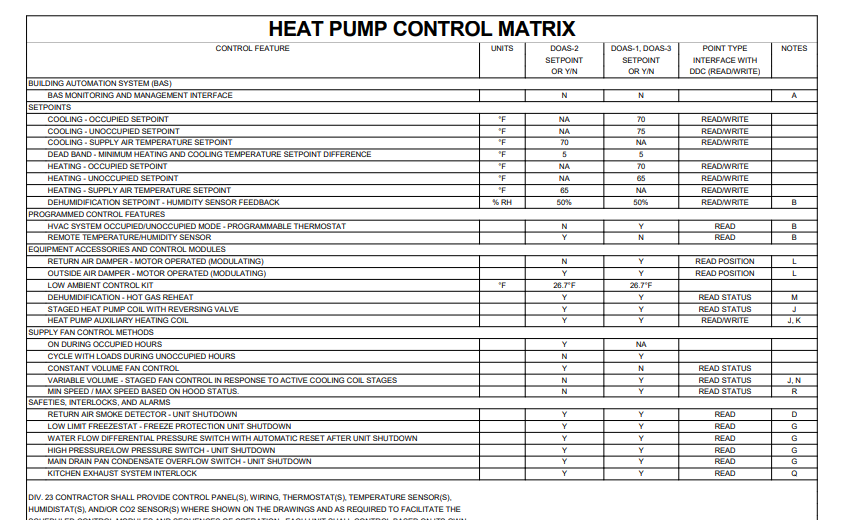 HEAT PUMP CONTROL MATRIX
CONTROL FEATURE UNITS DOAS-2 SETPOINT OR Y/N DOAS-1, DOAS-3 SETPOINT OR Y/N POINT TYPE INTERFACE WITH DDC (READ/WRITE) NOTES
BUILDING AUTOMATION SYSTEM (BAS)
BAS MONITORING AND MANAGEMENT INTERFACE N N A
SETPOINTS
COOLING - OCCUPIED SETPOINT °F NA 70 READ/WRITE
COOLING - UNOCCUPIED SETPOINT °F NA 75 READ/WRITE
COOLING - SUPPLY AIR TEMPERATURE SETPOINT °F 70 NA READ/WRITE
DEAD BAND - MINIMUM HEATING AND COOLING TEMPERATURE SETPOINT DIFFERENCE °F 5 5
HEATING - OCCUPIED SETPOINT °F NA 70 READ/WRITE
HEATING - UNOCCUPIED SETPOINT °F NA 65 READ/WRITE
HEATING - SUPPLY AIR TEMPERATURE SETPOINT °F 65 NA READ/WRITE
DEHUMIDIFICATION SETPOINT - HUMIDITY SENSOR FEEDBACK % RH 50% 50% READ/WRITE B
PROGRAMMED CONTROL FEATURES
HVAC SYSTEM OCCUPIED/UNOCCUPIED MODE - PROGRAMMABLE THERMOSTAT N Y READ B
REMOTE TEMPERATURE/HUMIDITY SENSOR Y N READ B
EQUIPMENT ACCESSORIES AND CONTROL MODULES
RETURN AIR DAMPER - MOTOR OPERATED (MODULATING) N Y READ POSITION L
OUTSIDE AIR DAMPER - MOTOR OPERATED (MODULATING) Y Y READ POSITION L
LOW AMBIENT CONTROL KIT °F 26.7°F 26.7°F
DEHUMIDIFICATION - HOT GAS REHEAT Y Y READ STATUS M
STAGED HEAT PUMP COIL WITH REVERSING VALVE Y Y READ STATUS J
HEAT PUMP AUXILIARY HEATING COIL Y Y READ/WRITE J, K
SUPPLY FAN CONTROL METHODS
ON DURING OCCUPIED HOURS Y NA
CYCLE WITH LOADS DURING UNOCCUPIED HOURS N Y
CONSTANT VOLUME FAN CONTROL Y N READ STATUS
VARIABLE VOLUME - STAGED FAN CONTROL IN RESPONSE TO ACTIVE COOLING COIL STAGES N Y READ STATUS J, N
MIN SPEED / MAX SPEED BASED ON HOOD STATUS. N Y READ STATUS R
SAFETIES, INTERLOCKS, AND ALARMS
RETURN AIR SMOKE DETECTOR - UNIT SHUTDOWN Y Y READ D
LOW LIMIT FREEZESTAT - FREEZE PROTECTION UNIT SHUTDOWN Y Y READ G
WATER FLOW DIFFERENTIAL PRESSURE SWITCH WITH AUTOMATIC RESET AFTER UNIT SHUTDOWN Y Y READ G
HIGH PRESSURE/LOW PRESSURE SWITCH - UNIT SHUTDOWN Y Y READ G
MAIN DRAIN PAN CONDENSATE OVERFLOW SWITCH - UNIT SHUTDOWN Y Y READ G
KITCHEN EXHAUST SYSTEM INTERLOCK Y Y READ Q
DIV. 23 CONTRACTOR SHALL PROVIDE CONTROL PANEL(S), WIRING, THERMOSTAT(S), TEMPERATURE SENSOR(S),
HUMIDISTAT(S), AND/OR CO2 SENSOR(S) WHERE SHOWN ON THE DRAWINGS AND AS REQUIRED TO FACILITATE THE